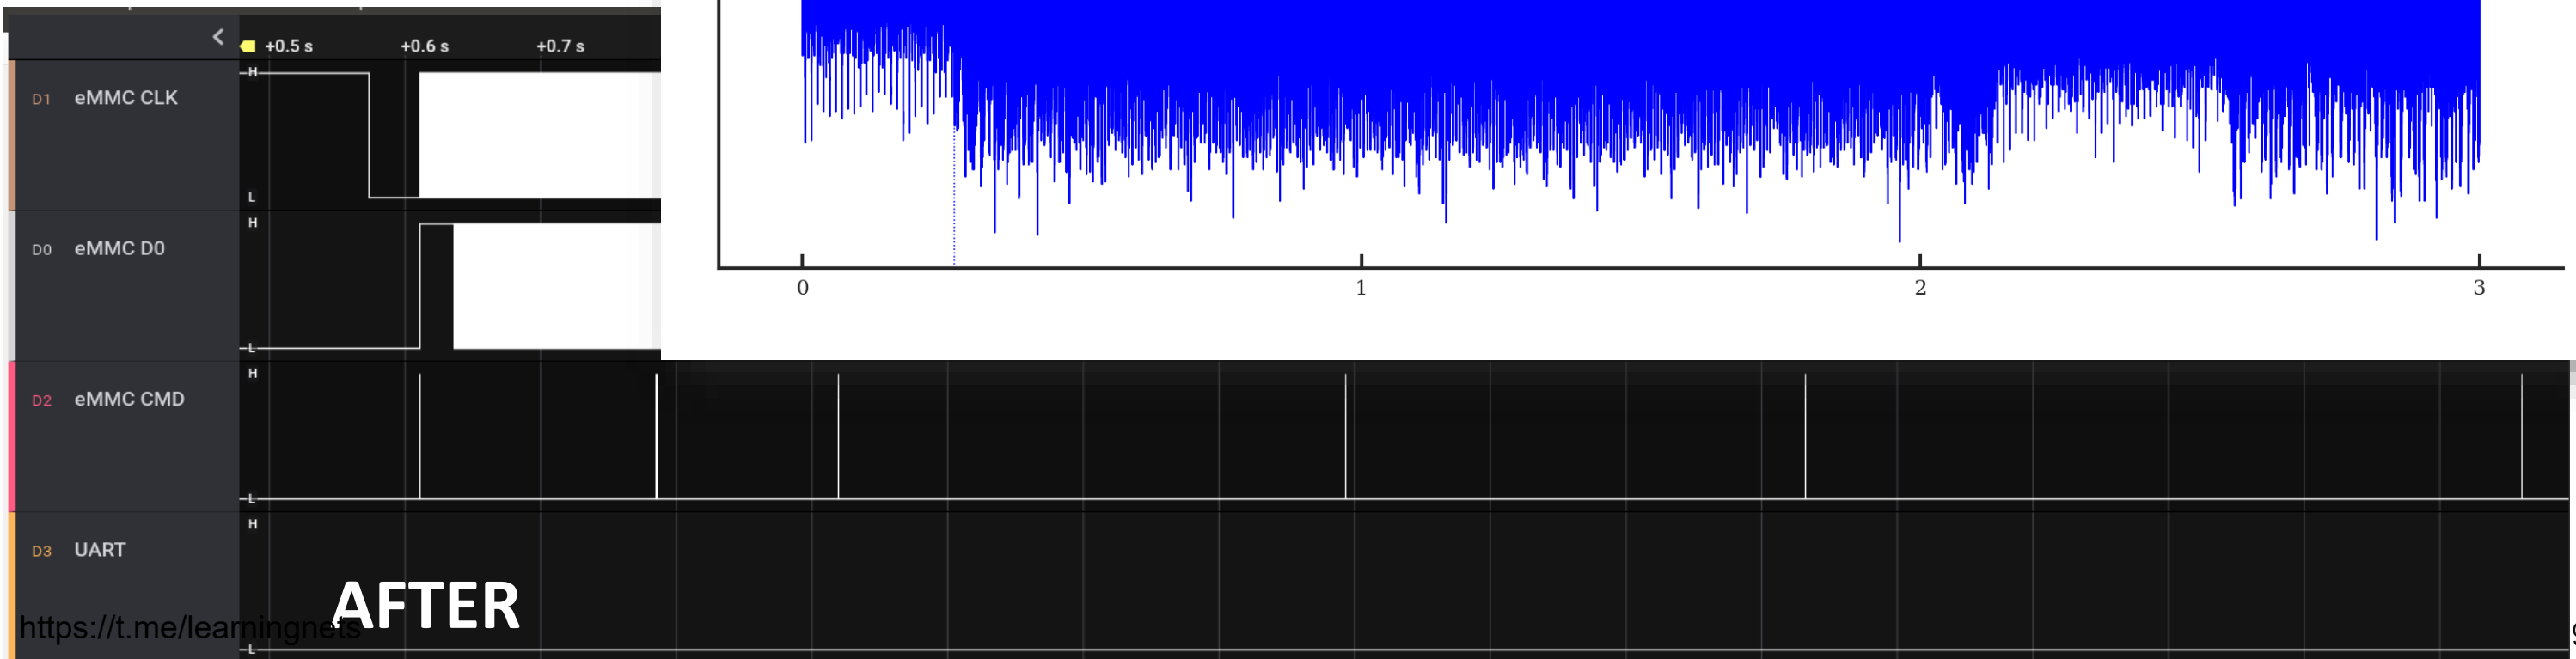 +0.5 s
+0.6 s
+0.7 s
D1 eMMC CLK
H
L
D0 eMMC D0
H
L
0
1
2
3
D2 eMMC CMD
H
L
D3 UART
H
L
AFTER
https://t.me/learningnets